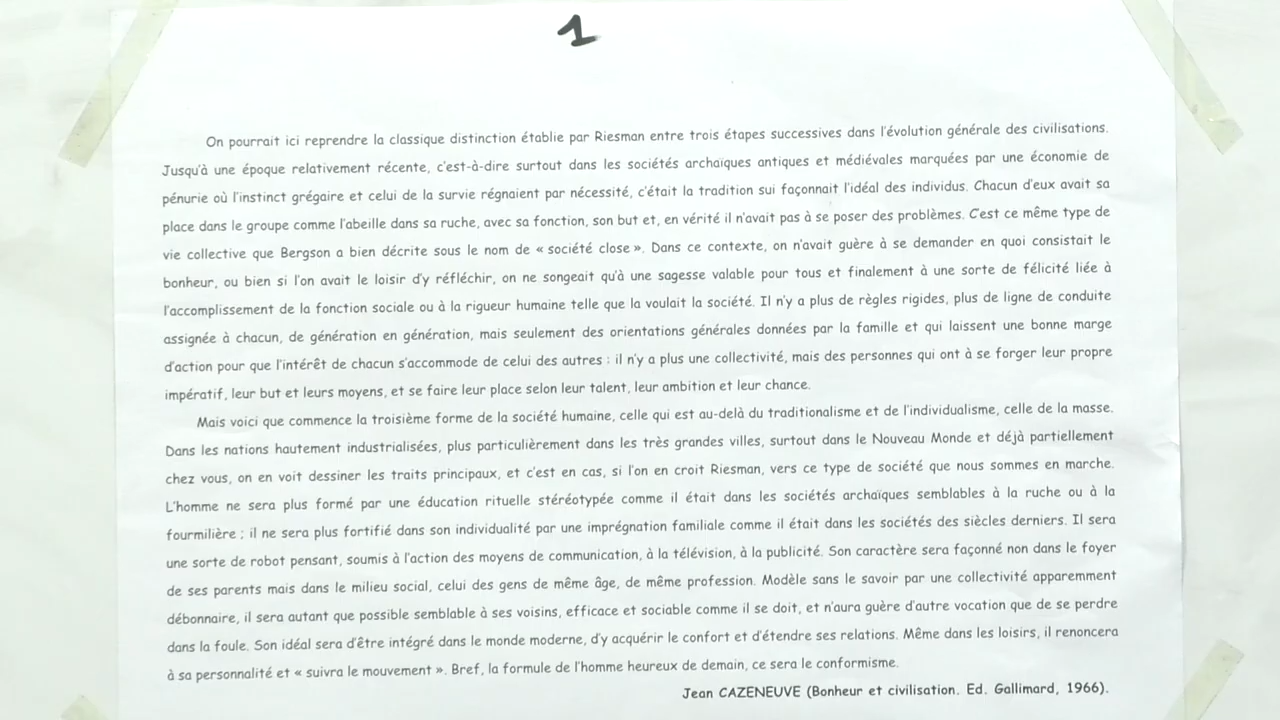 1
On pourrait ici reprendre la classique distinction établie par Riesman entre trois étapes successives dans l'évolution générale des civilisations.
Jusqu'à une époque relativement récente, c'est-à-dire surtout dans les sociétés archaïques antiques et médiévales marquées par une économie de
pénurie où l'instinct grégaire et celui de la survie régnaient par nécessité, c'était la tradition sui façonnait l'idéal des individus. Chacun d'eux avait sa
place dans le groupe comme l'abeille dans sa ruche, avec sa fonction, son but et, en vérité il n'avait pas à se poser des problèmes. C'est ce même type de
vie collective que Bergson a bien décrite sous le nom de « société close ». Dans ce contexte, on n'avait guère à se demander en quoi consistait le
bonheur, ou bien si l'on avait le loisir d'y réfléchir, on ne songeait qu'à une sagesse valable pour tous et finalement à une sorte de félicité liée à
l'accomplissement de la fonction sociale ou à la rigueur humaine telle que la voulait la société. Il n'y a plus de règles rigides, plus de ligne de conduite
assignée à chacun, de génération en génération, mais seulement des orientations générales données par la famille et qui laissent une bonne marge
d'action pour que l'intérêt de chacun s'accommode de celui des autres : il n'y a plus une collectivité, mais des personnes qui ont à se forger leur propre
impératif, leur but et leurs moyens, et se faire leur place selon leur talent, leur ambition et leur chance.
Mais voici que commence la troisième forme de la société humaine, celle qui est au-delà du traditionalisme et de l'individualisme, celle de la masse.
Dans les nations hautement industrialisées, plus particulièrement dans les très grandes villes, surtout dans le Nouveau Monde et déjà partiellement
chez vous, on en voit dessiner les traits principaux, et c'est en cas, si l'on en croit Riesman, vers ce type de société que nous sommes en marche.
L'homme ne sera plus formé par une éducation rituelle stéréotypée comme il était dans les sociétés archaïques semblables à la ruche ou à la
fourmilière ; il ne sera plus fortifié dans son individualité par une imprégnation familiale comme il était dans les sociétés des siècles derniers. Il sera
une sorte de robot pensant, soumis à l'action des moyens de communication, à la télévision, à la publicité. Son caractère sera façonné non dans le foyer
de ses parents mais dans le milieu social, celui des gens de même âge, de même profession. Modèle sans le savoir par une collectivité apparemment
débonnaire, il sera autant que possible semblable à ses voisins, efficace et sociable comme il se doit, et n'aura guère d'autre vocation que de se perdre
dans la foule. Son idéal sera d'être intégré dans le monde moderne, d'y acquérir le confort et d'étendre ses relations. Même dans les loisirs, il renoncera
à sa personnalité et « suivra le mouvement ». Bref, la formule de l'homme heureux de demain, ce sera le conformisme.
Jean CAZENEUVE (Bonheur et civilisation. Ed. Gallimard, 1966).